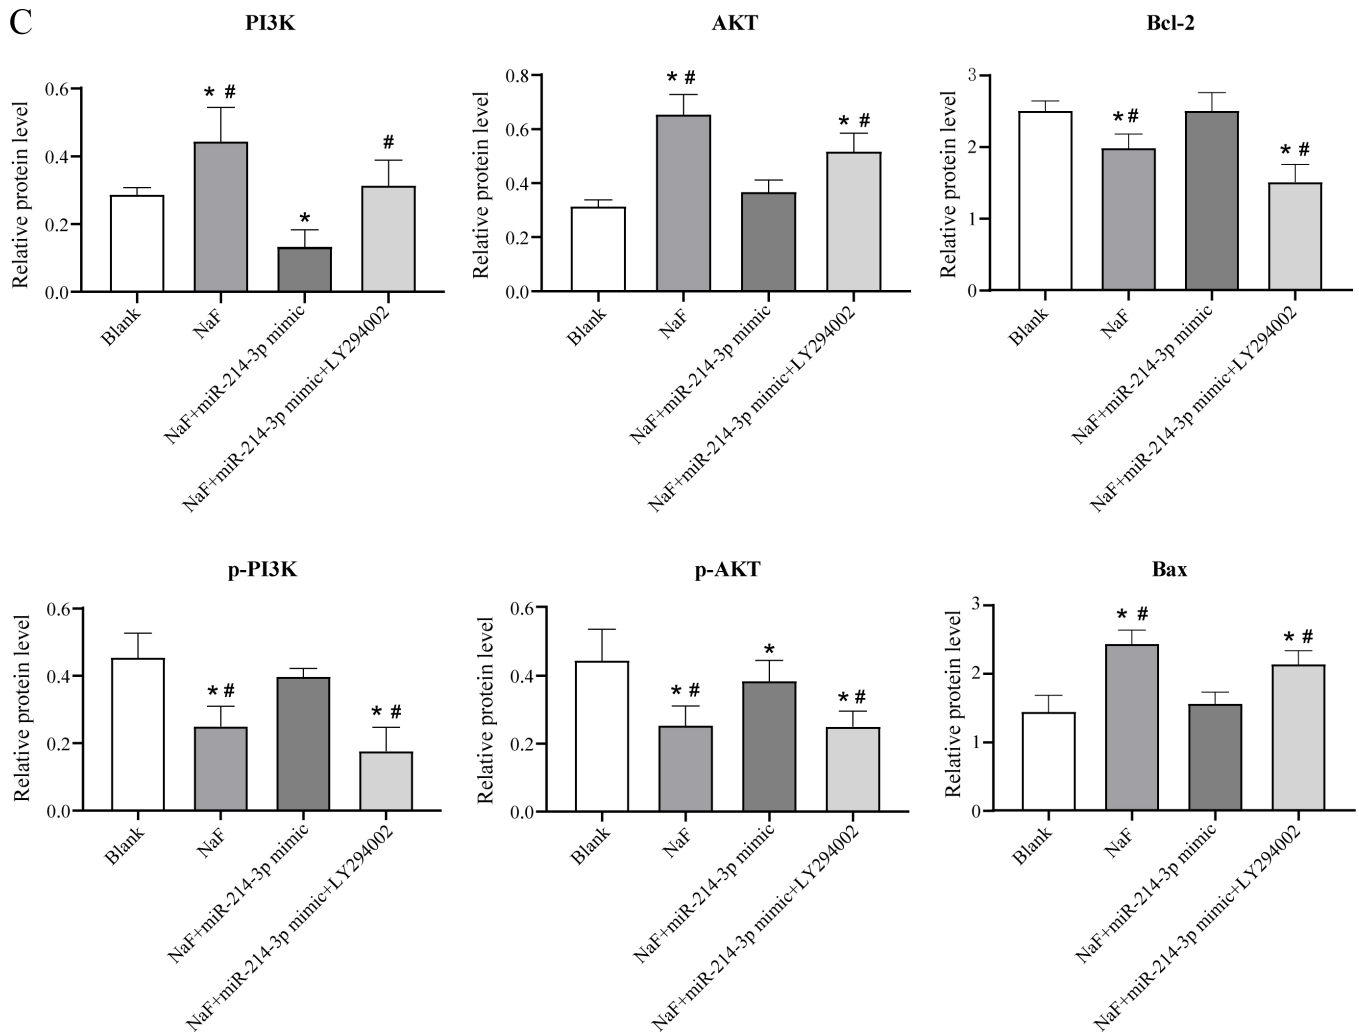 C
PI3K
AKT
Bcl-2
Relative protein level
0.6
0.4
0.2
0.0
* #
*
#
Blank
NaF
NaF+miR-214-3p mimic
NaF+miR-214-3p mimic+LY294002
Relative protein level
0.8
0.6
0.4
0.2
0.0
* #
* #
Blank
NaF
NaF+miR-214-3p mimic
NaF+miR-214-3p mimic+LY294002
Relative protein level
3
2
1
0
* #
* #
Blank
NaF
NaF+miR-214-3p mimic
NaF+miR-214-3p mimic+LY294002
p-PI3K
p-AKT
Bax
Relative protein level
0.6
0.4
0.2
0.0
* #
* #
Blank
NaF
NaF+miR-214-3p mimic
NaF+miR-214-3p mimic+LY294002
Relative protein level
0.6
0.4
0.2
0.0
* #
*
* #
Blank
NaF
NaF+miR-214-3p mimic
NaF+miR-214-3p mimic+LY294002
Relative protein level
3
2
1
0
* #
* #
Blank
NaF
NaF+miR-214-3p mimic
NaF+miR-214-3p mimic+LY294002